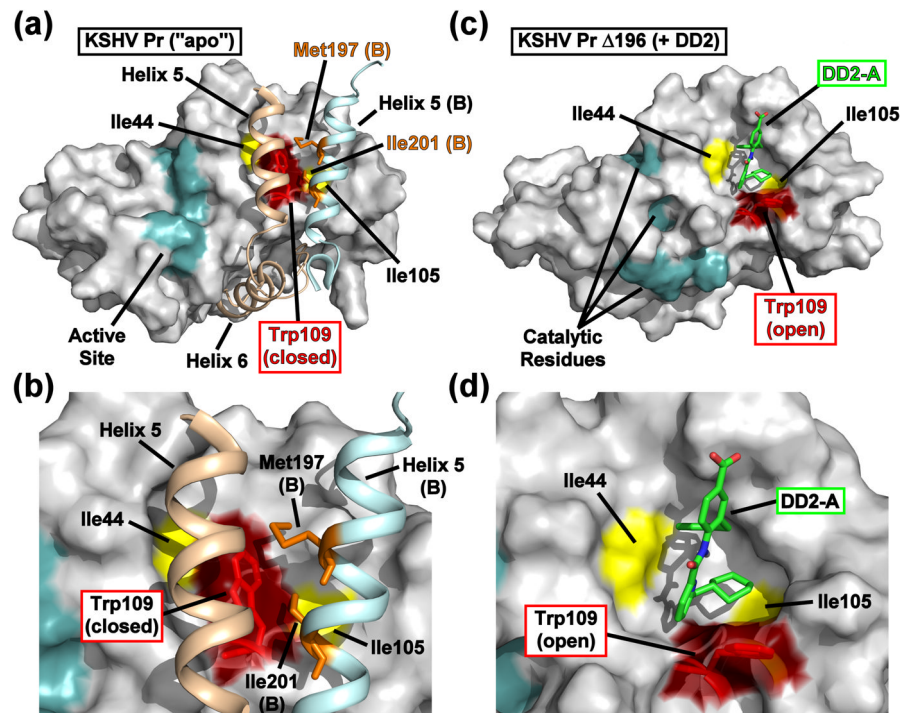 (a)
KSHV Pr ("apo")
Met197 (B)
Helix 5
Helix 5 (B)
Ile44
Ile201 (B)
Ile105
Active
Site
Helix 6
Trp109
(closed)
(c)
KSHV Pr Δ196 (+ DD2)
DD2-A
Ile44
Ile105
Trp109
(open)
Catalytic
Residues
(b)
Helix 5
Met197
(B)
Helix 5
(B)
Ile44
Trp109
(closed)
Ile105
Ile201
(B)
(d)
Ile44
DD2-A
Ile105
Trp109
(open)